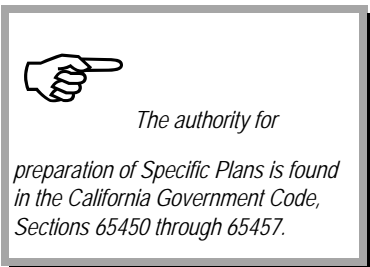 The authority for
preparation of Specific Plans is found
in the California Government Code,
Sections 65450 through 65457.